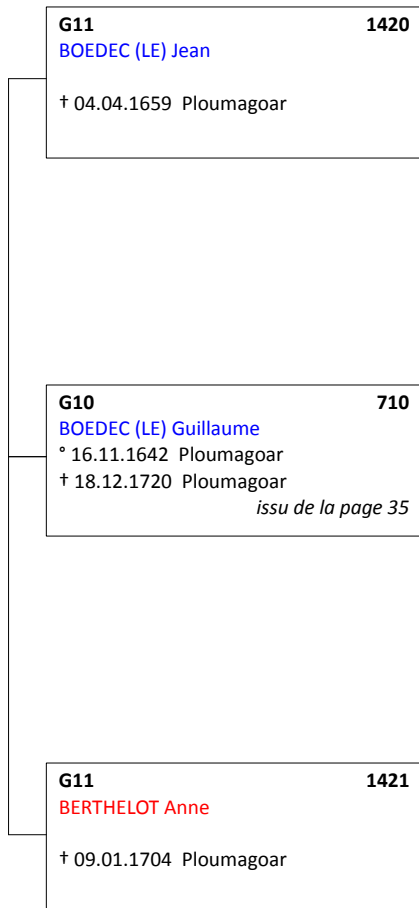 G11 1420
BOEDEC (LE) Jean
† 04.04.1659 Ploumagoar
G10 710
BOEDEC (LE) Guillaume
° 16.11.1642 Ploumagoar
† 18.12.1720 Ploumagoar
issu de la page 35
G11 1421
BERTHELOT Anne
† 09.01.1704 Ploumagoar